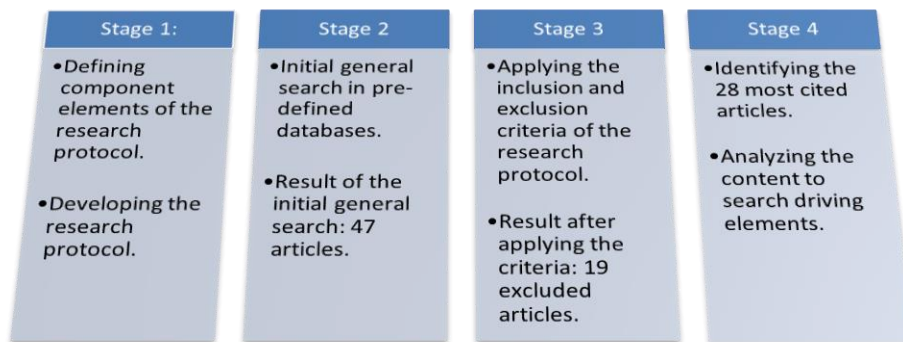 Stage 1:
•Defining
component
elements of the
research
protocol.
•Developing the
research
protocol.
Stage 2
•Initial general
search in pre-
defined
databases.
•Result of the
initial general
search: 47
articles.
Stage 3
•Applying the
inclusion and
exclusion
criteria of the
research
protocol.
•Result after
applying the
criteria: 19
excluded
articles.
Stage 4
•Identifying the
28 most cited
articles.
•Analyzing the
content to
search driving
elements.